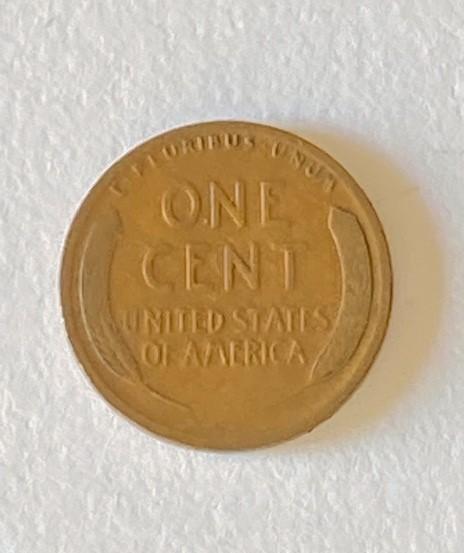 E·PLURIBUS·UNUM
ONE
CENT
UNITED STATES
OF AMERICA